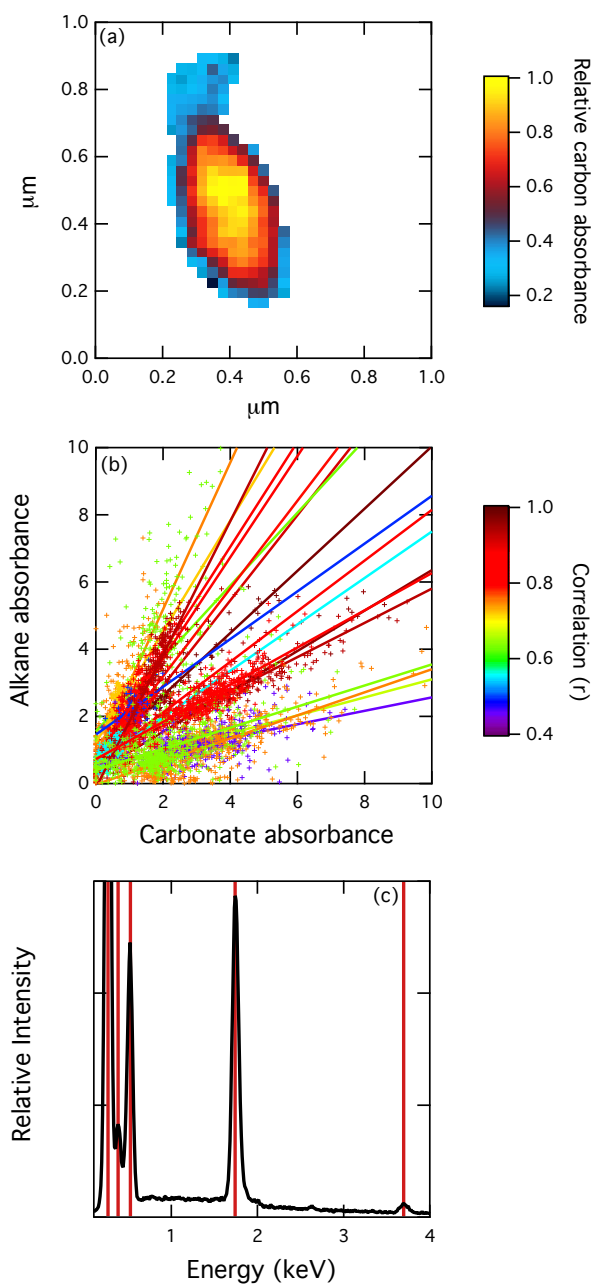 (a)
1.0
0.8
0.6
0.4
0.2
0.0
μm
0.0 0.2 0.4 0.6 0.8 1.0
μm
1.0
0.8
0.6
0.4
0.2
Relative carbon absorbance
(b)
10
8
6
4
2
0
Alkane absorbance
0 2 4 6 8 10
Carbonate absorbance
1.0
0.8
0.6
0.4
Correlation (r)
(c)
Relative Intensity
1 2 3 4
Energy (keV)